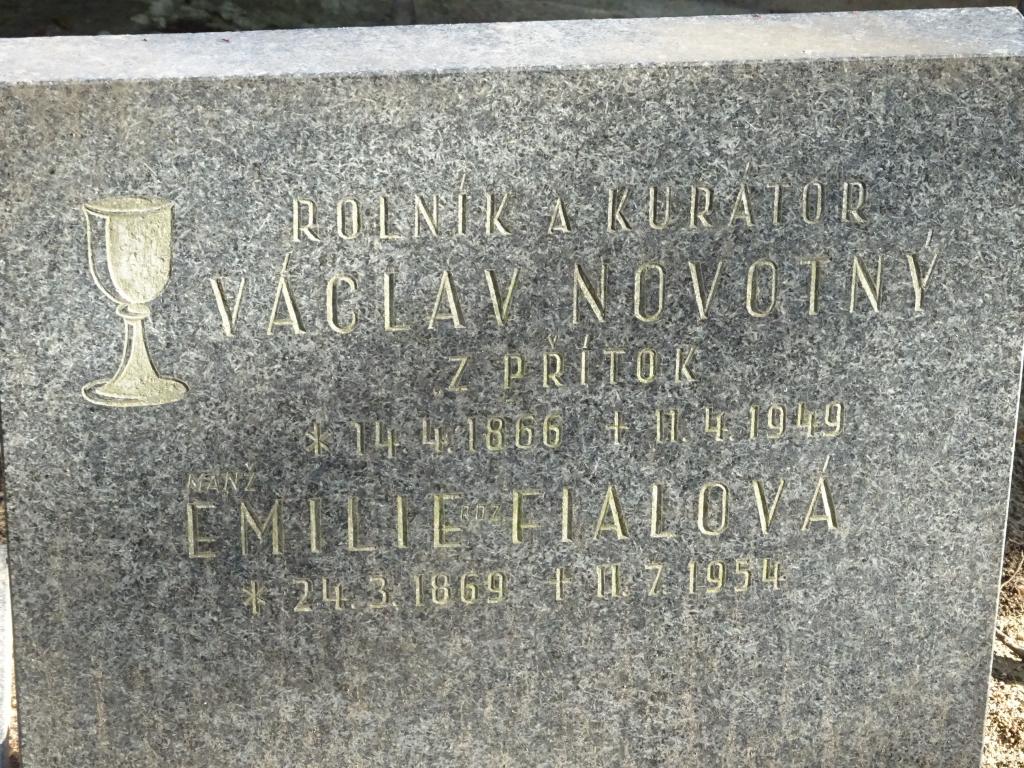 ROLNÍK A KURÁTOR
VÁCLAV NOVOTNÝ
Z PŘÍTOK
* 14. 4. 1866 † 11. 4. 1949
MANŽ
EMILIE ROZ FIALOVÁ
* 24. 3. 1869 † 11. 7. 1954